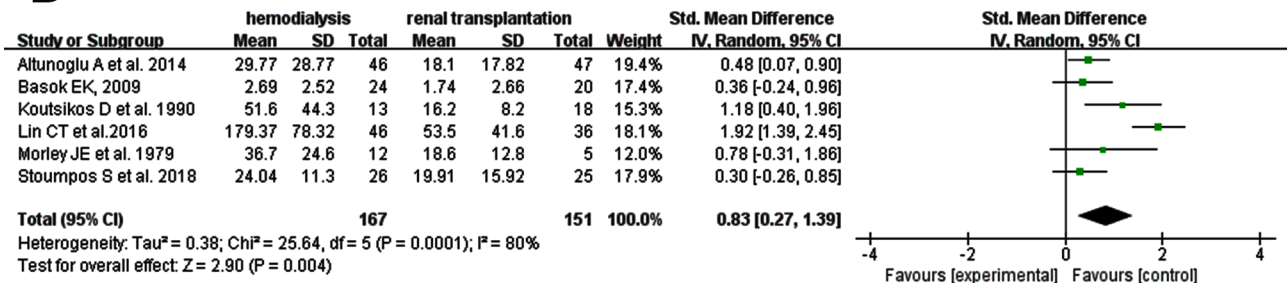 hemodialysis renal transplantation Std. Mean Difference Std. Mean Difference
Study or Subgroup Mean SD Total Mean SD Total Weight IV, Random, 95% CI IV, Random, 95% CI
Altunoglu A et al. 2014 29.77 28.77 46 18.1 17.82 47 19.4% 0.48 [0.07, 0.90]
Basok EK, 2009 2.69 2.52 24 1.74 2.66 20 17.4% 0.36 [-0.24, 0.96]
Koutsikos D et al. 1990 51.6 44.3 13 16.2 8.2 18 15.3% 1.18 [0.40, 1.96]
Lin CT et al.2016 179.37 78.32 46 53.5 41.6 36 18.1% 1.92 [1.39, 2.45]
Morley JE et al. 1979 36.7 24.6 12 18.6 12.8 5 12.0% 0.78 [-0.31, 1.86]
Stoumpos S et al. 2018 24.04 11.3 26 19.91 15.92 25 17.9% 0.30 [-0.26, 0.85]
Total (95% CI) 167 151 100.0% 0.83 [0.27, 1.39]
Heterogeneity: Tau² = 0.38; Chi² = 25.64, df = 5 (P = 0.0001); I² = 80%
Test for overall effect: Z = 2.90 (P = 0.004)
-4 -2 0 2 4
Favours [experimental] Favours [control]